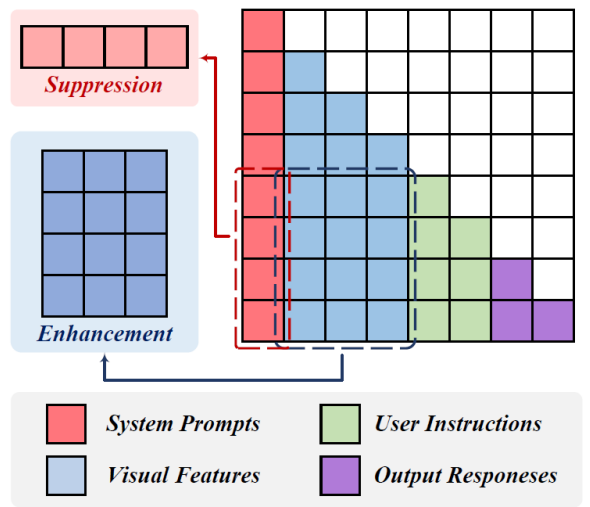 Suppression
Enhancement
System Prompts
User Instructions
Visual Features
Output Responeses